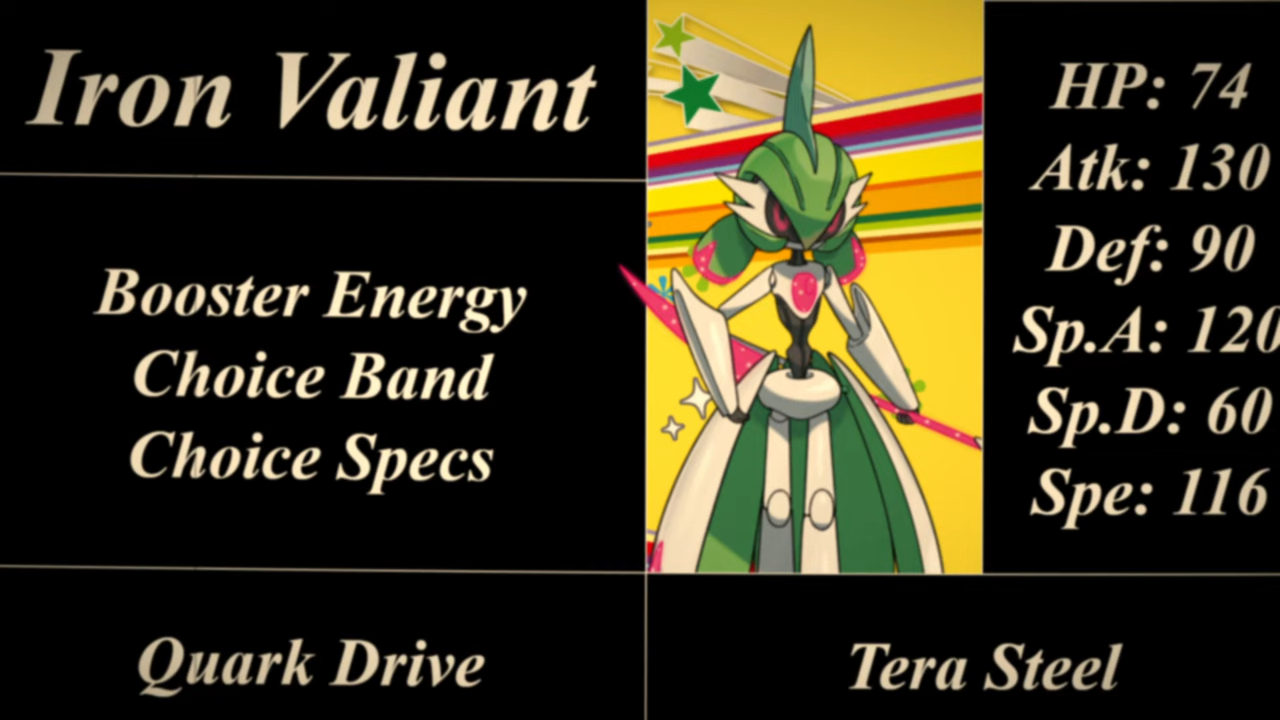 Iron Valiant
Booster Energy
Choice Band
Choice Specs
Quark Drive
HP: 74
Atk: 130
Def: 90
Sp.A: 120
Sp.D: 60
Spe: 116
Tera Steel